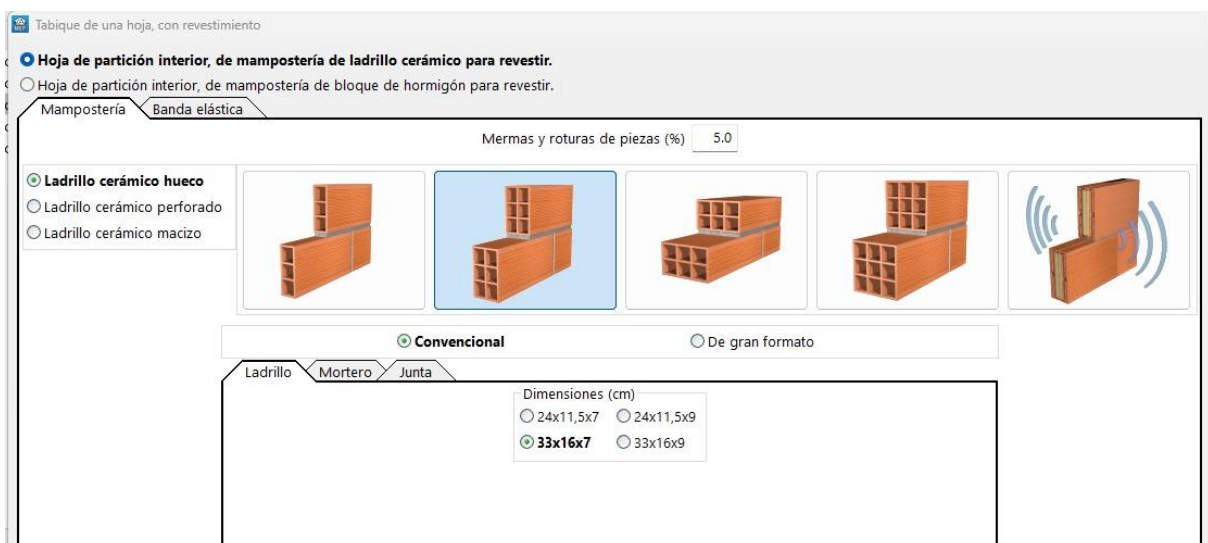 Tabique de una hoja, con revestimiento
Hoja de partición interior, de mampostería de ladrillo cerámico para revestir.
Hoja de partición interior, de mampostería de bloque de hormigón para revestir.
Mampostería Banda elástica
Mermas y roturas de piezas (%) 5.0
Ladrillo cerámico hueco
Ladrillo cerámico perforado
Ladrillo cerámico macizo
Convencional De gran formato
Ladrillo Mortero Junta
Dimensiones (cm)
24x11,5x7 24x11,5x9
33x16x7 33x16x9